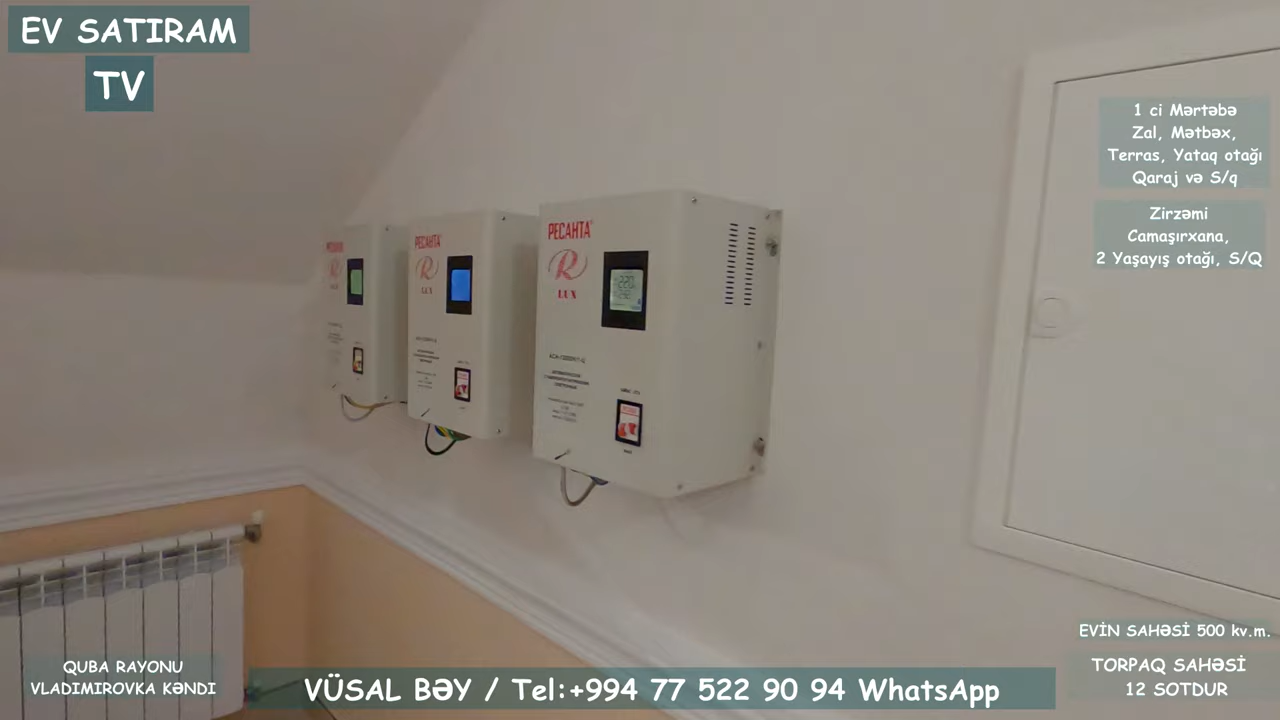 EV SATIRAM
TV
1 ci Mərtəbə
Zal, Mətbəx,
Terras, Yataq otağı
Qaraj və S/q
Zirzəmi
Camaşırxana,
2 Yaşayış otağı, S/Q
РЕСАНТА
R
LUX
РЕСАНТА
R
LUX
РЕСАНТА
R
LUX
220
EVİN SAHƏSİ 500 kv.m.
TORPAQ SAHƏSİ
12 SOTDUR
QUBA RAYONU
VLADIMIROVKA KƏNDI
VÜSAL BƏY / Tel:+994 77 522 90 94 WhatsApp